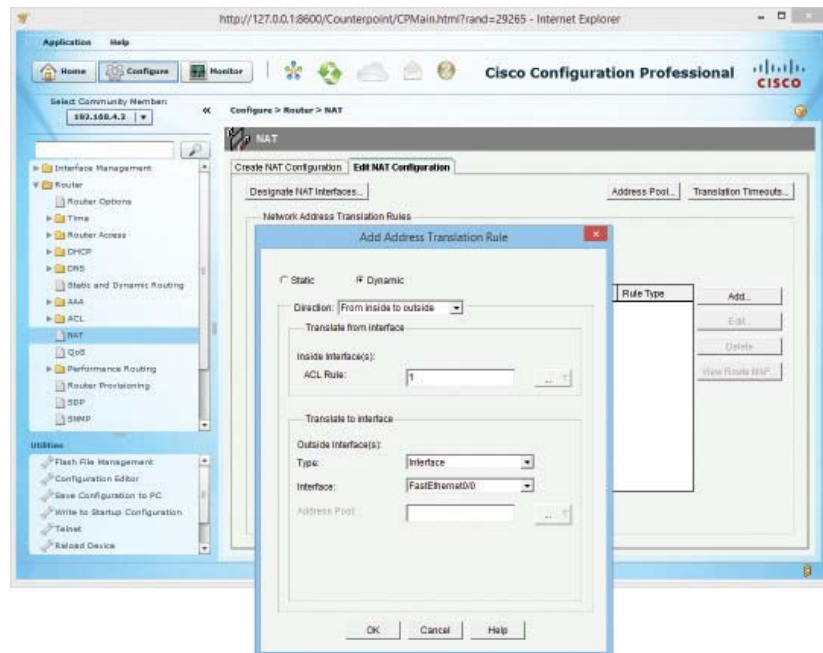 http://127.0.0.1:8600/Counterpoint/CPMain.html?rand=29265 - Internet Explorer
Application Help
Home Configure Monitor
Cisco Configuration Professional
CISCO
Select Community Member:
192.168.4.2
Configure > Router > NAT
NAT
Interface Management
Router
Router Options
Time
Router Access
DHCP
DNS
Static and Dynamic Routing
AAA
ACL
NAT
QoS
Performance Routing
Router Provisioning
SDP
SNMP
Utilities
Flash File Management
Configuration Editor
Save Configuration to PC
Write to Startup Configuration
Telnet
Reload Device
Create NAT Configuration Edit NAT Configuration
Designate NAT Interfaces... Address Pool... Translation Timeouts...
Network Address Translation Rules
Rule Type
Add...
Edit...
Delete
View Route MAP...
Add Address Translation Rule
Static Dynamic
Direction: From inside to outside
Translate from interface
Inside Interface(s):
ACL Rule: 1 ...
Translate to interface
Outside Interface(s):
Type: Interface
Interface: FastEthernet0/0
Address Pool: ...
OK Cancel Help